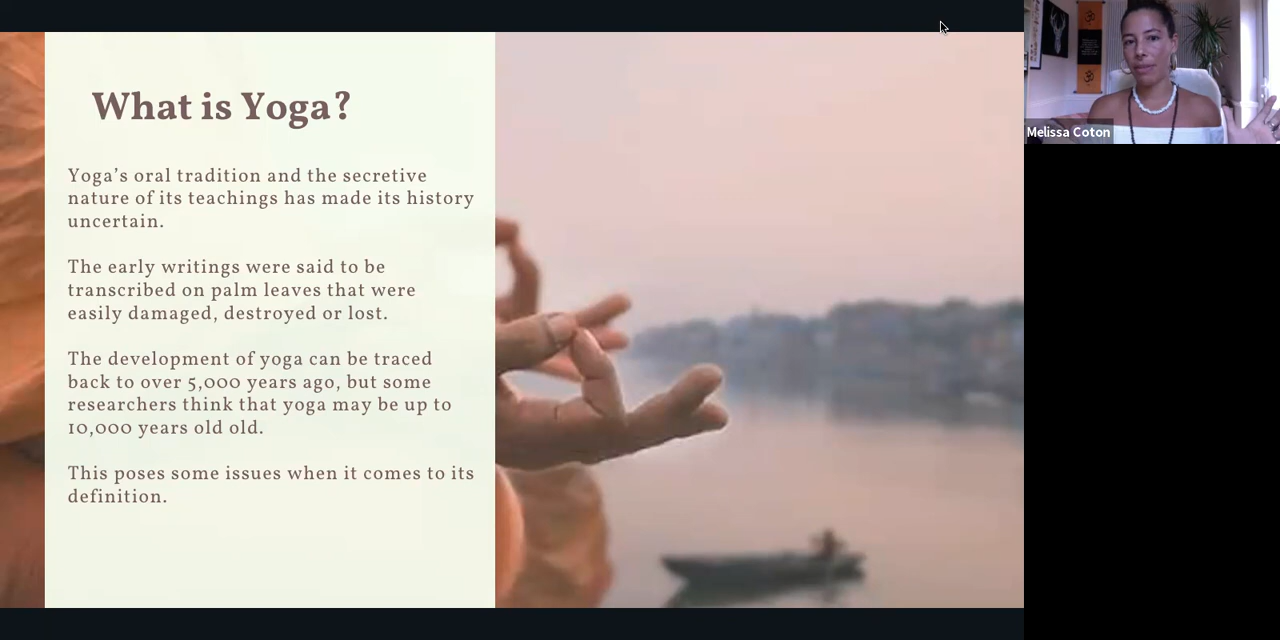 What is Yoga?
Yoga's oral tradition and the secretive
nature of its teachings has made its history
uncertain.
The early writings were said to be
transcribed on palm leaves that were
easily damaged, destroyed or lost.
The development of yoga can be traced
back to over 5,000 years ago, but some
researchers think that yoga may be up to
10,000 years old old.
This poses some issues when it comes to its
definition.
Melissa Coton